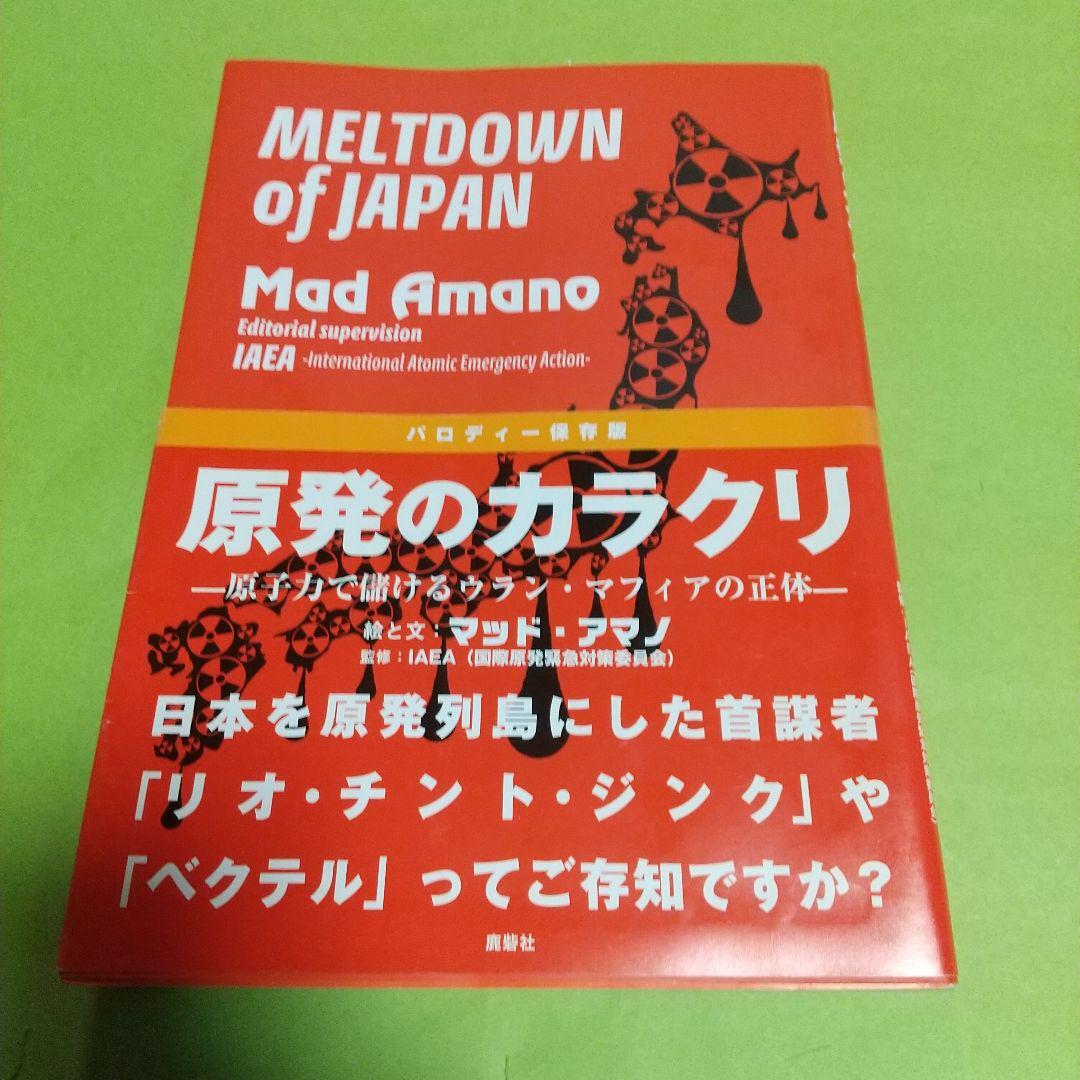 MELTDOWN
of JAPAN
Mad Amano
Editorial supervision
IAEA -International Atomic Emergency Action-
パロディー保存版
原発のカラクリ
―原子力で儲けるウラン・マフィアの正体―
絵と文：マッド・アマノ
監修：IAEA（国際原発緊急対策委員会）
日本を原発列島にした首謀者
「リオ・チント・ジンク」や
「ベクテル」ってご存知ですか？
鹿砦社